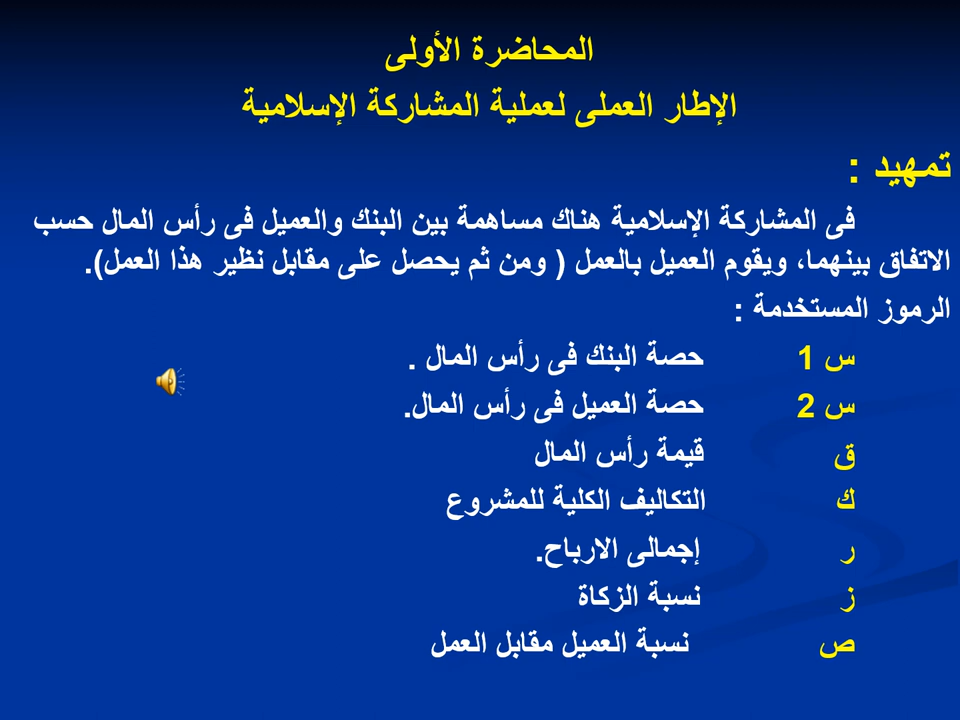 المحاضرة الأولى
الإطار العملى لعملية المشاركة الإسلامية
تمهيد :
فى المشاركة الإسلامية هناك مساهمة بين البنك والعميل فى رأس المال حسب
الاتفاق بينهما، ويقوم العميل بالعمل ( ومن ثم يحصل على مقابل نظير هذا العمل).
الرموز المستخدمة :
س 1 حصة البنك فى رأس المال .
س 2 حصة العميل فى رأس المال.
ق قيمة رأس المال
ك التكاليف الكلية للمشروع
ر إجمالى الارباح.
ز نسبة الزكاة
ص نسبة العميل مقابل العمل